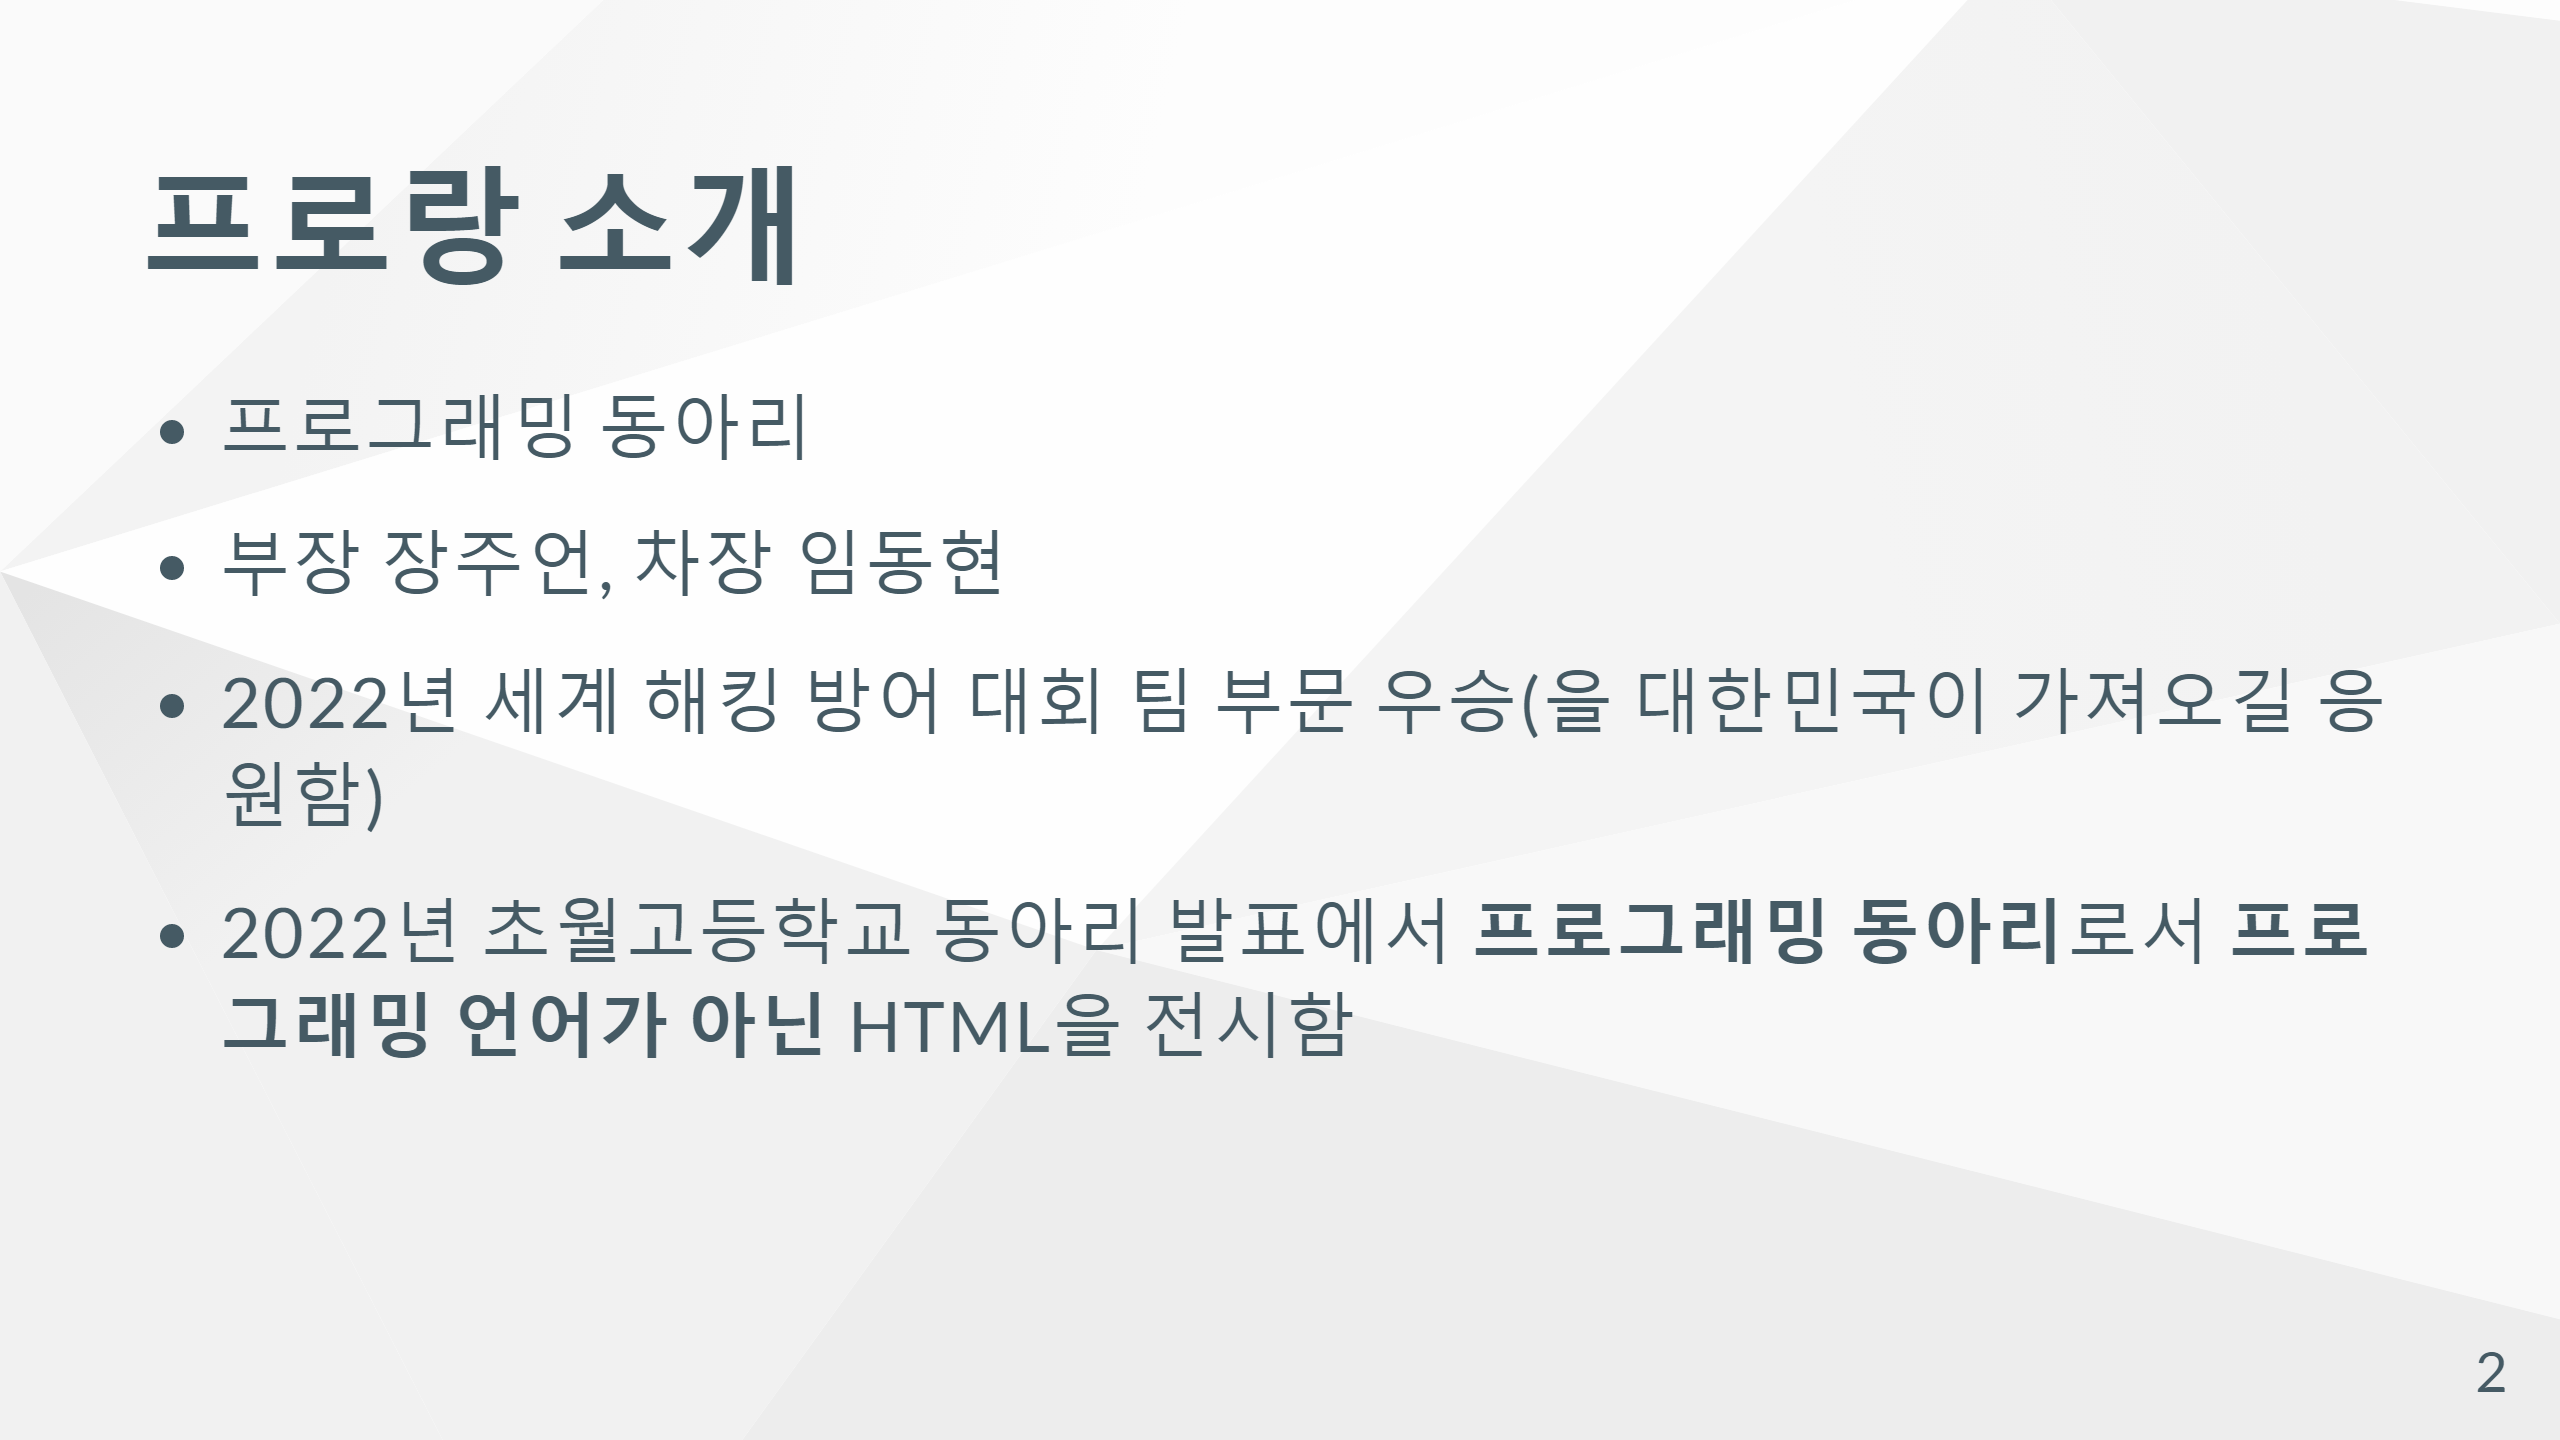 프로랑 소개
• 프로그래밍 동아리
• 부장 장주언, 차장 임동현
• 2022년 세계 해킹 방어 대회 팀 부문 우승(을 대한민국이 가져오길 응
원함)
• 2022년 초월고등학교 동아리 발표에서 프로그래밍 동아리로서 프로
그래밍 언어가 아닌 HTML을 전시함
2